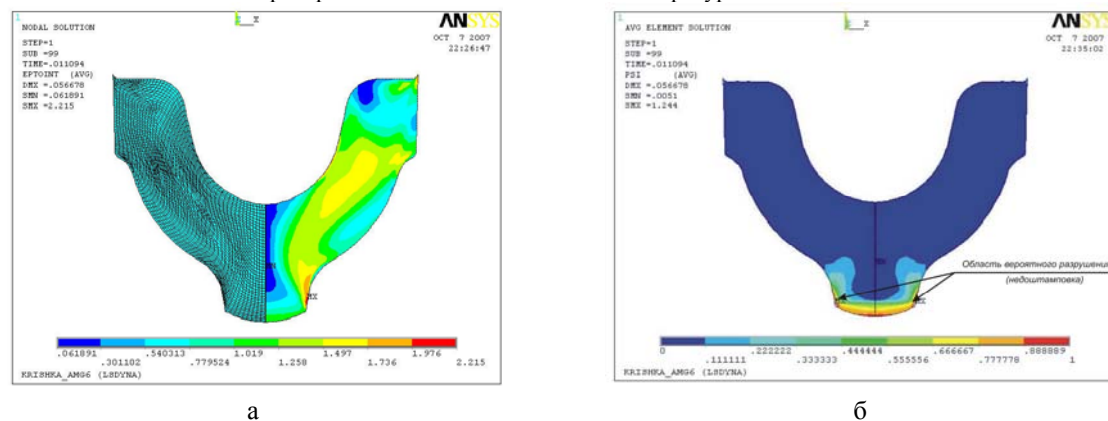 1
NODAL SOLUTION
STEP=1
SUB =99
TIME=.011094
EPTOINT (AVG)
DMX =.056678
SMN =.061891
SMX =2.215
ANSYS
OCT 7 2007
22:26:47
X
MX
.061891 .540313 1.019 1.497 1.976
.301102 .779524 1.258 1.736 2.215
KRISHKA_AMG6 (LSDYNA)
а
1
AVG ELEMENT SOLUTION
STEP=1
SUB =99
TIME=.011094
PSI (AVG)
DMX =.056678
SMN =.0051
SMX =1.244
ANSYS
OCT 7 2007
22:35:02
X
Область вероятного разрушения
(недоштамповка)
MX
0 .222222 .444444 .666667 .888889
.111111 .333333 .555556 .777778 1
KRISHKA_AMG6 (LSDYNA)
б